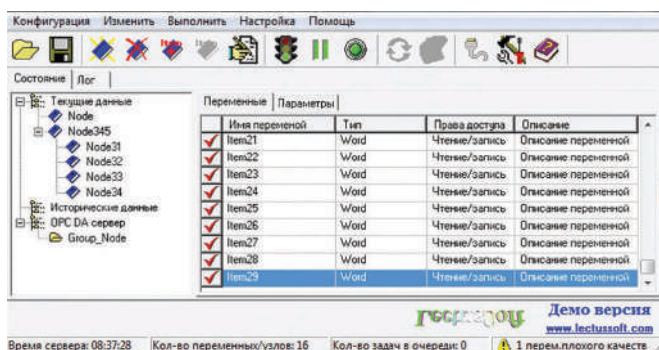 Конфигурация Изменить Выполнить Настройка Помощь
Состояние Лог
Текущие данные
Node
Node345
Node31
Node32
Node33
Node34
Исторические данные
OPC DA сервер
Group_Node
Переменные Параметры
Имя переменой Тип Права доступа Описание
Item21 Word Чтение/запись Описание переменной
Item22 Word Чтение/запись Описание переменной
Item23 Word Чтение/запись Описание переменной
Item24 Word Чтение/запись Описание переменной
Item25 Word Чтение/запись Описание переменной
Item26 Word Чтение/запись Описание переменной
Item27 Word Чтение/запись Описание переменной
Item28 Word Чтение/запись Описание переменной
Item29 Word Чтение/запись Описание переменной
LectusSoft Демо версия
www.lectussoft.com
Время сервера: 08:37:28 Кол-во переменных/узлов: 16 Кол-во задач в очереди: 0 1 перем.плохого качеств